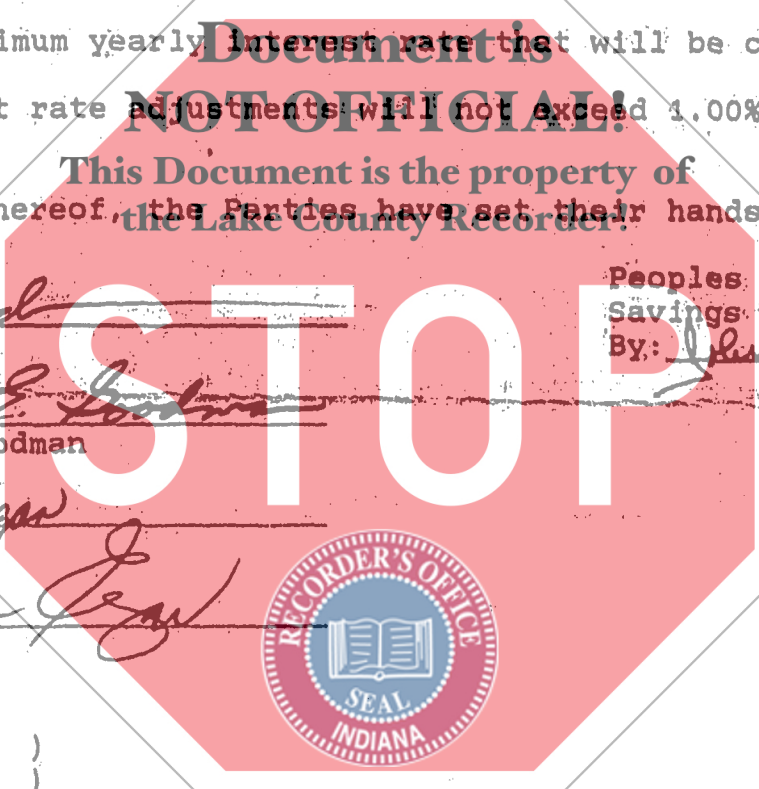 imum yearly interest rate that will be c
Document is
t rate adjustments will not exceed 1.00%
NOT OFFICIAL!
This Document is the property of
hereof, the Parties have set their hands
the Lake County Recorder!
Peoples
Savings
By:
E. Goodman
odman
STOP
RECORDER'S OFFICE
SEAL
INDIANA
)
)